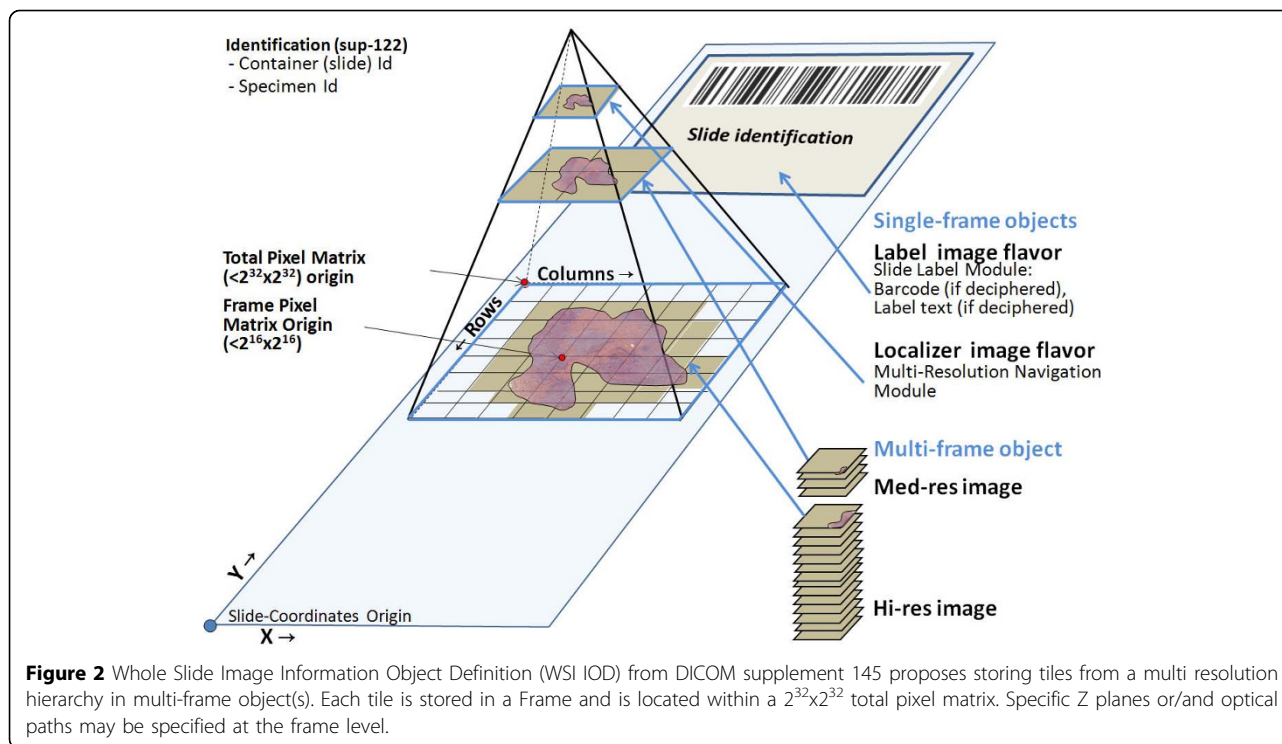 Identification (sup-122)
- Container (slide) Id
- Specimen Id
Slide identification
Total Pixel Matrix
(<2³²x2³²) origin
Columns →
Frame Pixel
Matrix Origin
(<2¹⁶x2¹⁶)
← Rows
Single-frame objects
Label image flavor
Slide Label Module:
Barcode (if deciphered),
Label text (if deciphered)
Localizer image flavor
Multi-Resolution Navigation
Module
Multi-frame object
Med-res image
Hi-res image
Y →
Slide-Coordinates Origin
X →
Figure 2 Whole Slide Image Information Object Definition (WSI IOD) from DICOM supplement 145 proposes storing tiles from a multi resolution
hierarchy in multi-frame object(s). Each tile is stored in a Frame and is located within a 2³²x2³² total pixel matrix. Specific Z planes or/and optical
paths may be specified at the frame level.